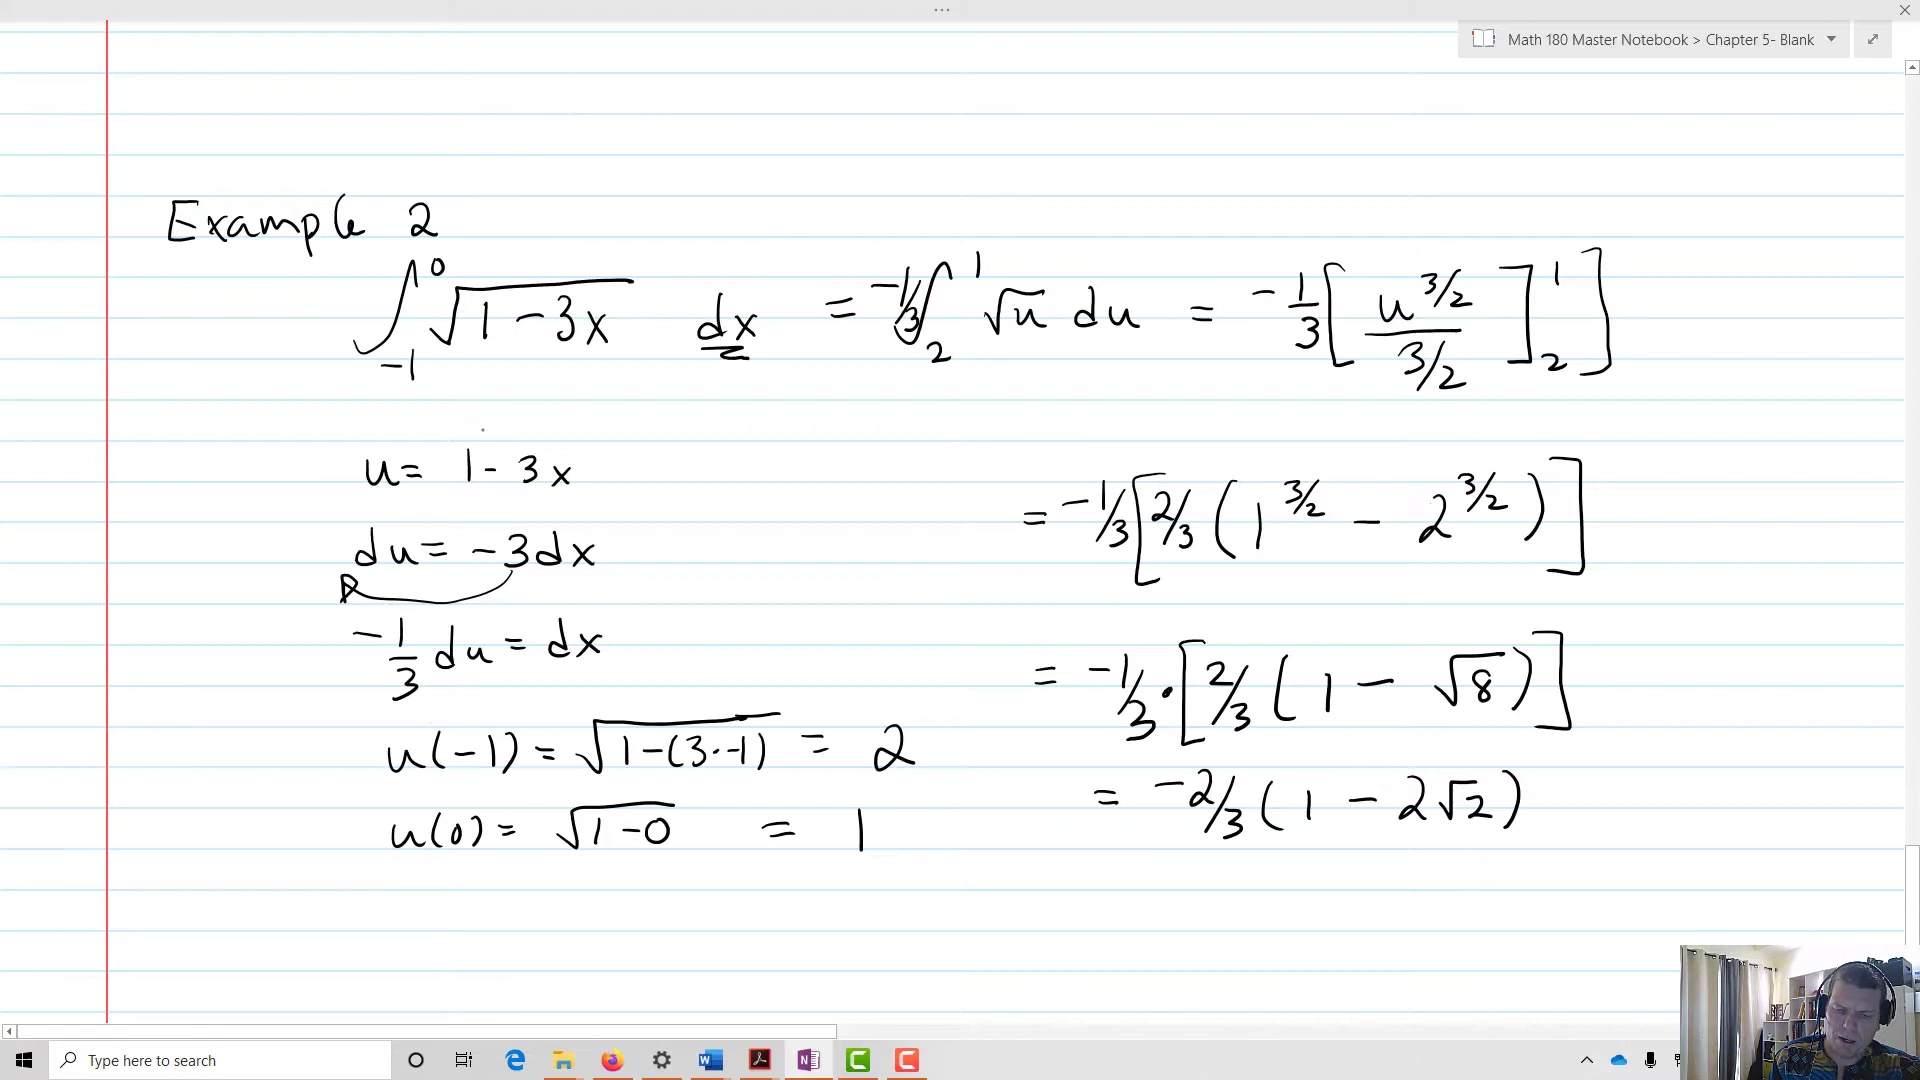 Math 180 Master Notebook > Chapter 5- Blank
Example 2
∫_{-1}^{0} √(1-3x) dx = -1/3 ∫_{2}^{1} √u du = -1/3 [ u^{3/2} / 3/2 ]_{2}^{1} ]
u = 1-3x
du = -3dx
-1/3 du = dx
u(-1) = √(1-(3·-1)) = 2
u(0) = √(1-0) = 1
= -1/3 [ 2/3 ( 1^{3/2} - 2^{3/2} ) ]
= -1/3 · [ 2/3 ( 1 - √8 ) ]
= -2/3 ( 1 - 2√2 )
Type here to search